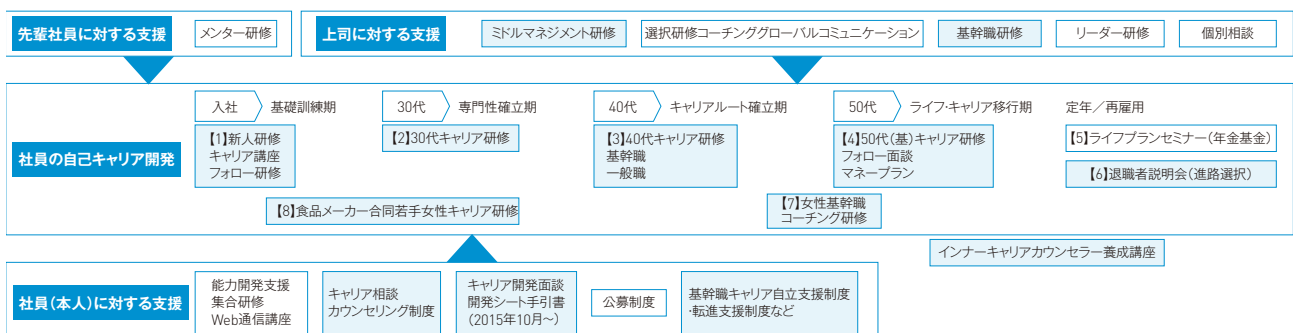 先輩社員に対する支援
メンター研修
上司に対する支援
ミドルマネジメント研修
選択研修コーチンググローバルコミュニケーション
基幹職研修
リーダー研修
個別相談
社員の自己キャリア開発
入社
基礎訓練期
30代
専門性確立期
40代
キャリアルート確立期
50代
ライフ・キャリア移行期
定年／再雇用
【1】新人研修
キャリア講座
フォロー研修
【2】30代キャリア研修
【3】40代キャリア研修
基幹職
一般職
【4】50代(基)キャリア研修
フォロー面談
マネープラン
【5】ライフプランセミナー(年金基金)
【6】退職者説明会(進路選択)
【8】食品メーカー合同若手女性キャリア研修
【7】女性基幹職
コーチング研修
インナーキャリアカウンセラー養成講座
社員(本人)に対する支援
能力開発支援
集合研修
Web通信講座
キャリア相談
カウンセリング制度
キャリア開発面談
開発シート手引書
(2015年10月～)
公募制度
基幹職キャリア自立支援制度
・転進支援制度など